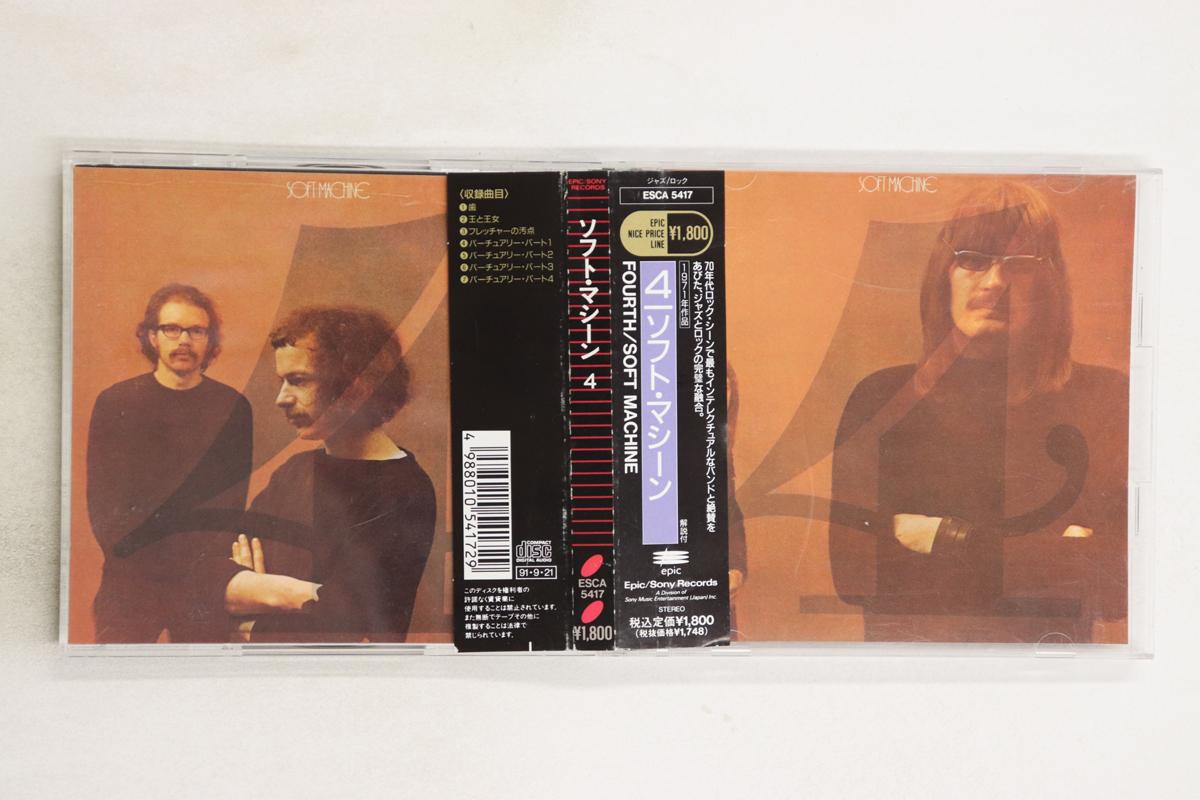 SOFT MACHINE
〈収録曲目〉
❶歯
❷王と王女
❸フレッチャーの汚点
❹バーチュアリー・パート1
❺バーチュアリー・パート2
❻バーチュアリー・パート3
❼バーチュアリー・パート4
4 988010 541729
COMPACT
disc
DIGITAL AUDIO
91・9・21
このディスクを権利者の
許諾なく賃貸業に
使用することは禁止されています。
また無断でテープその他に
複製することは法律で
禁じられています。
EPIC/SONY
RECORDS
ソフト・マシーン 4
ESCA
5417
¥1,800
ジャズ/ロック
ESCA 5417
EPIC
NICE PRICE
LINE
¥1,800
70年代ロック・シーンで最もインテレクチュアルなバンドと絶賛を
あびた、ジャズとロックの完璧な融合。
1971年作品
4/ソフト・マシーン
解説付
FOURTH/SOFT MACHINE
epic
Epic/Sony Records
A Division of
Sony Music Entertainment (Japan) Inc.
STEREO
税込定価¥1,800
(税抜価格¥1,748)
SOFT MACHINE
4